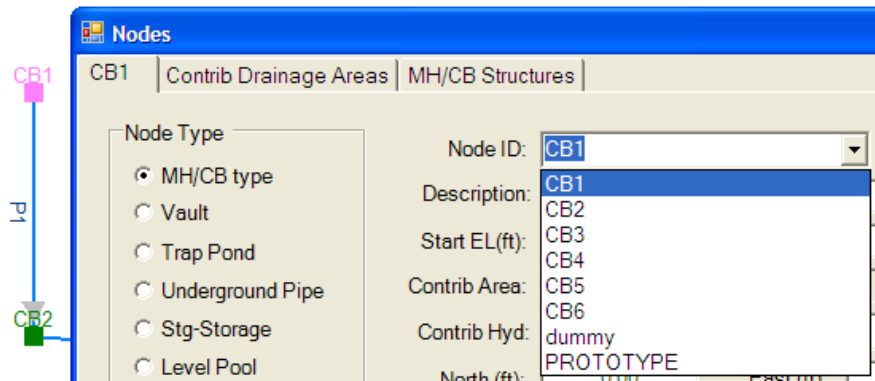 Nodes
CB1
CB1
Contrib Drainage Areas
MH/CB Structures
Node Type
Node ID:
CB1
MH/CB type
Description:
CB1
Vault
CB2
P1
Start EL(ft):
CB3
Trap Pond
CB4
Contrib Area:
CB5
Underground Pipe
CB6
CB2
Stg-Storage
Contrib Hyd:
dummy
Level Pool
PROTOTYPE
North (ft):